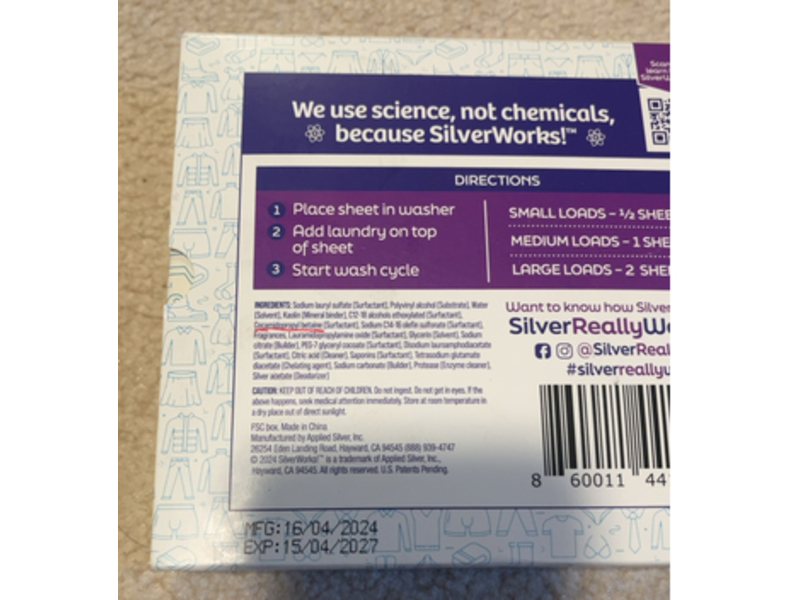 Scan
learn
SilverW
We use science, not chemicals,
because SilverWorks!™
DIRECTIONS
1 Place sheet in washer
2 Add laundry on top
of sheet
3 Start wash cycle
SMALL LOADS – ½ SHEE
MEDIUM LOADS – 1 SHE
LARGE LOADS – 2 SHE
INGREDIENTS: Sodium lauryl sulfate (Surfactant), Polyvinyl alcohol (Substrate), Water
(Solvent), Kaolin (Mineral binder), C12-18 alcohols ethoxylated (Surfactant),
Cocamidopropyl betaine (Surfactant), Sodium C14-16 olefin sulfonate (Surfactant),
Fragrances, Lauramidopropylamine oxide (Surfactant), Glycerin (Solvent), Sodium
citrate (Builder), PEG-7 glyceryl cocoate (Surfactant), Disodium lauroamphodiacetate
(Surfactant), Citric acid (Cleaner), Saponins (Surfactant), Tetrasodium glutamate
diacetate (Chelating agent), Sodium carbonate (Builder), Protease (Enzyme cleaner),
Silver acetate (Deodorizer)
CAUTION: KEEP OUT OF REACH OF CHILDREN. Do not ingest. Do not get in eyes. If the
above happens, seek medical attention immediately. Store at room temperature in
a dry place out of direct sunlight.
FSC box. Made in China
Manufactured by Applied Silver, Inc.
26254 Eden Landing Road, Hayward, CA 94545 (888) 939-4747
© 2024 SilverWorks!™ is a trademark of Applied Silver, Inc.,
Hayward, CA 94545. All rights reserved. U.S. Patents Pending.
Want to know how Silver
SilverReallyWo
@SilverReal
#silverreallyw
8 60011 44
MFG:16/04/2024
EXP:15/04/2027